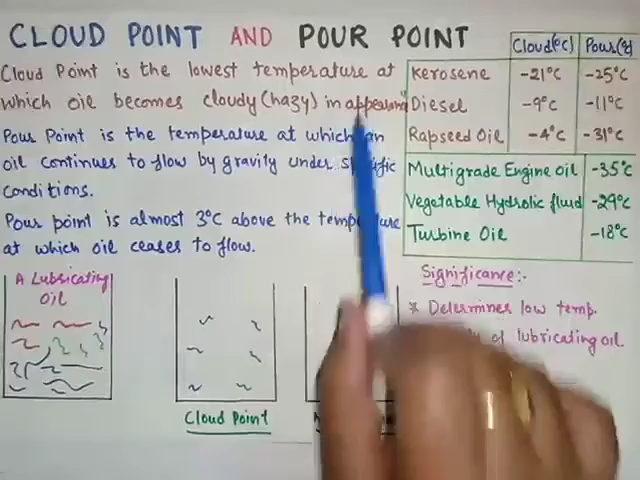 CLOUD POINT AND POUR POINT
Cloud Point is the lowest temperature at
which oil becomes cloudy (hazy) in
Pour Point is the temperature at which an
oil continues to flow by gravity under
conditions.
Pour point is almost 3°C above the
at which oil ceases to flow.
Cloud(°C) Pour(°C)
Kerosene -21°C -25°C
Diesel -9°C -11°C
Rapseed Oil -4°C -31°C
Multigrade Engine Oil -35°C
Vegetable Hydrolic fluid -29°C
Turbine Oil -18°C
A Lubricating
Oil
Cloud Point
Significance:-
* Determines low temp.
of lubricating oil